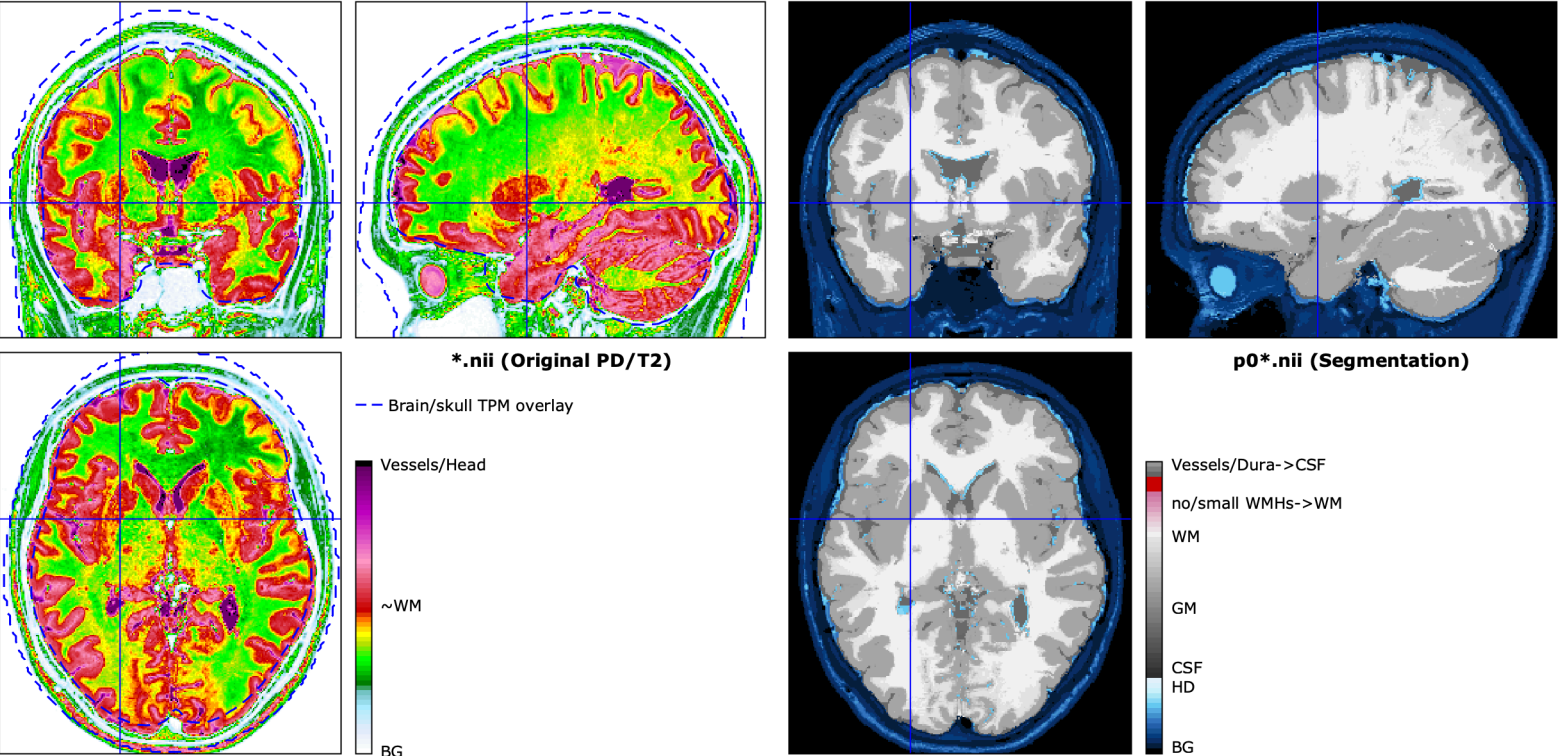 *.nii (Original PD/T2)
Brain/skull TPM overlay
Vessels/Head
~WM
BG
p0*.nii (Segmentation)
Vessels/Dura->CSF
no/small WMHs->WM
WM
GM
CSF
HD
BG